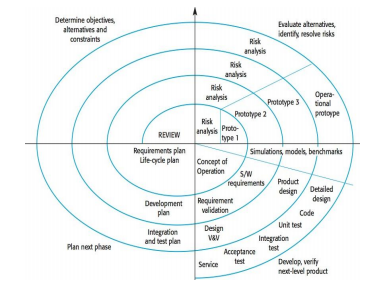 Determine objectives,
alternatives and
constraints
Evaluate alternatives,
identify, resolve risks
Risk
analysis
Risk
analysis
Risk
analysis
Risk
analysis
Proto-
type 1
Prototype 2
Prototype 3
Opera-
tional
protoype
REVIEW
Requirements plan
Life-cycle plan
Development
plan
Integration
and test plan
Plan next phase
Simulations, models, benchmarks
Concept of
Operation
S/W
requirements
Product
design
Detailed
design
Requirement
validation
Design
V&V
Code
Unit test
Integration
test
Acceptance
test
Service
Develop, verify
next-level product